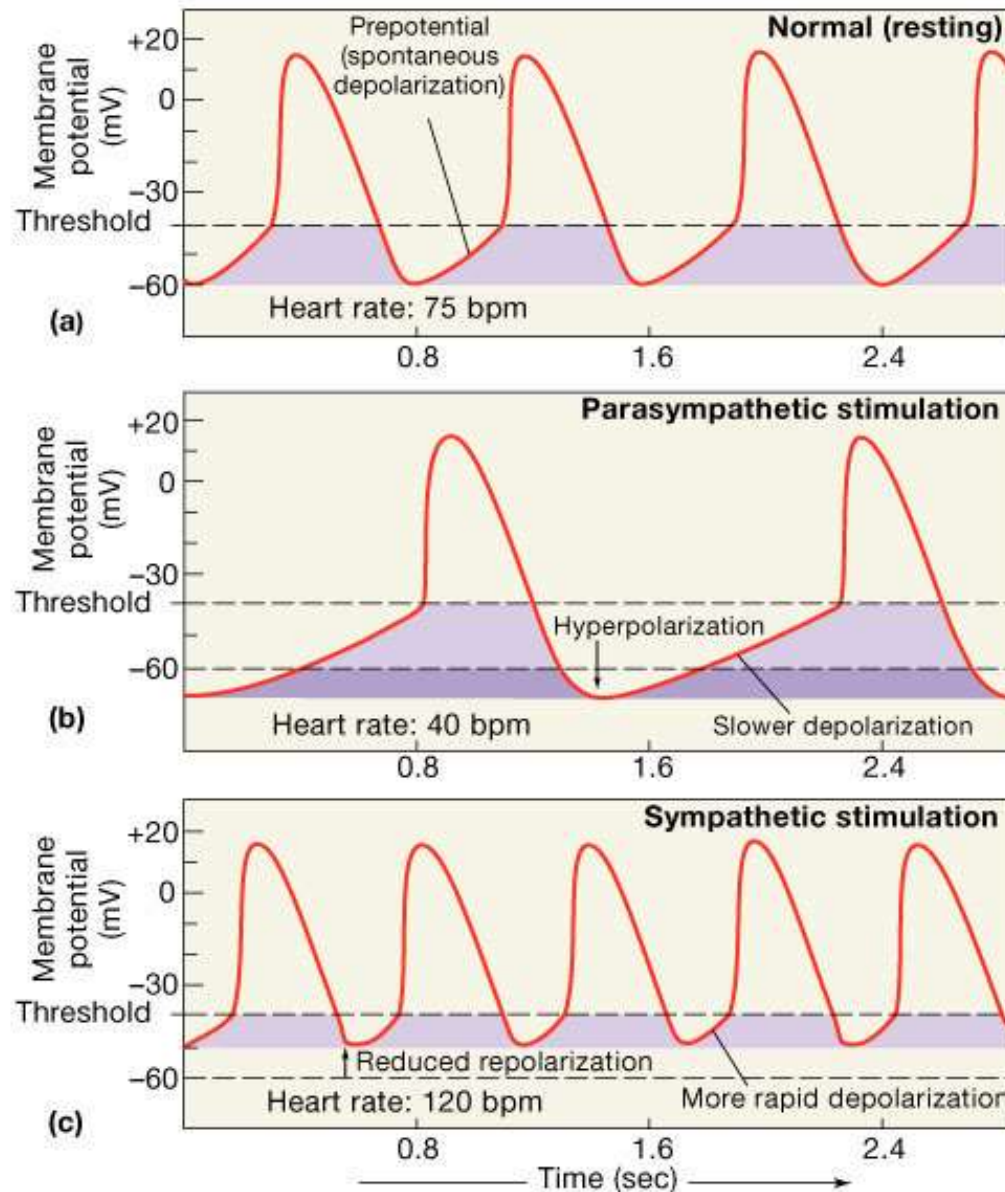 Normal (resting)
Prepotential
(spontaneous
depolarization)
Membrane
potential
(mV)
+20
0
−30
Threshold
−60
(a)
Heart rate: 75 bpm
0.8
1.6
2.4
Parasympathetic stimulation
Membrane
potential
(mV)
+20
0
−30
Threshold
Hyperpolarization
−60
(b)
Heart rate: 40 bpm
Slower depolarization
0.8
1.6
2.4
Sympathetic stimulation
Membrane
potential
(mV)
+20
0
−30
Threshold
Reduced repolarization
−60
(c)
Heart rate: 120 bpm
More rapid depolarization
0.8
1.6
2.4
Time (sec)